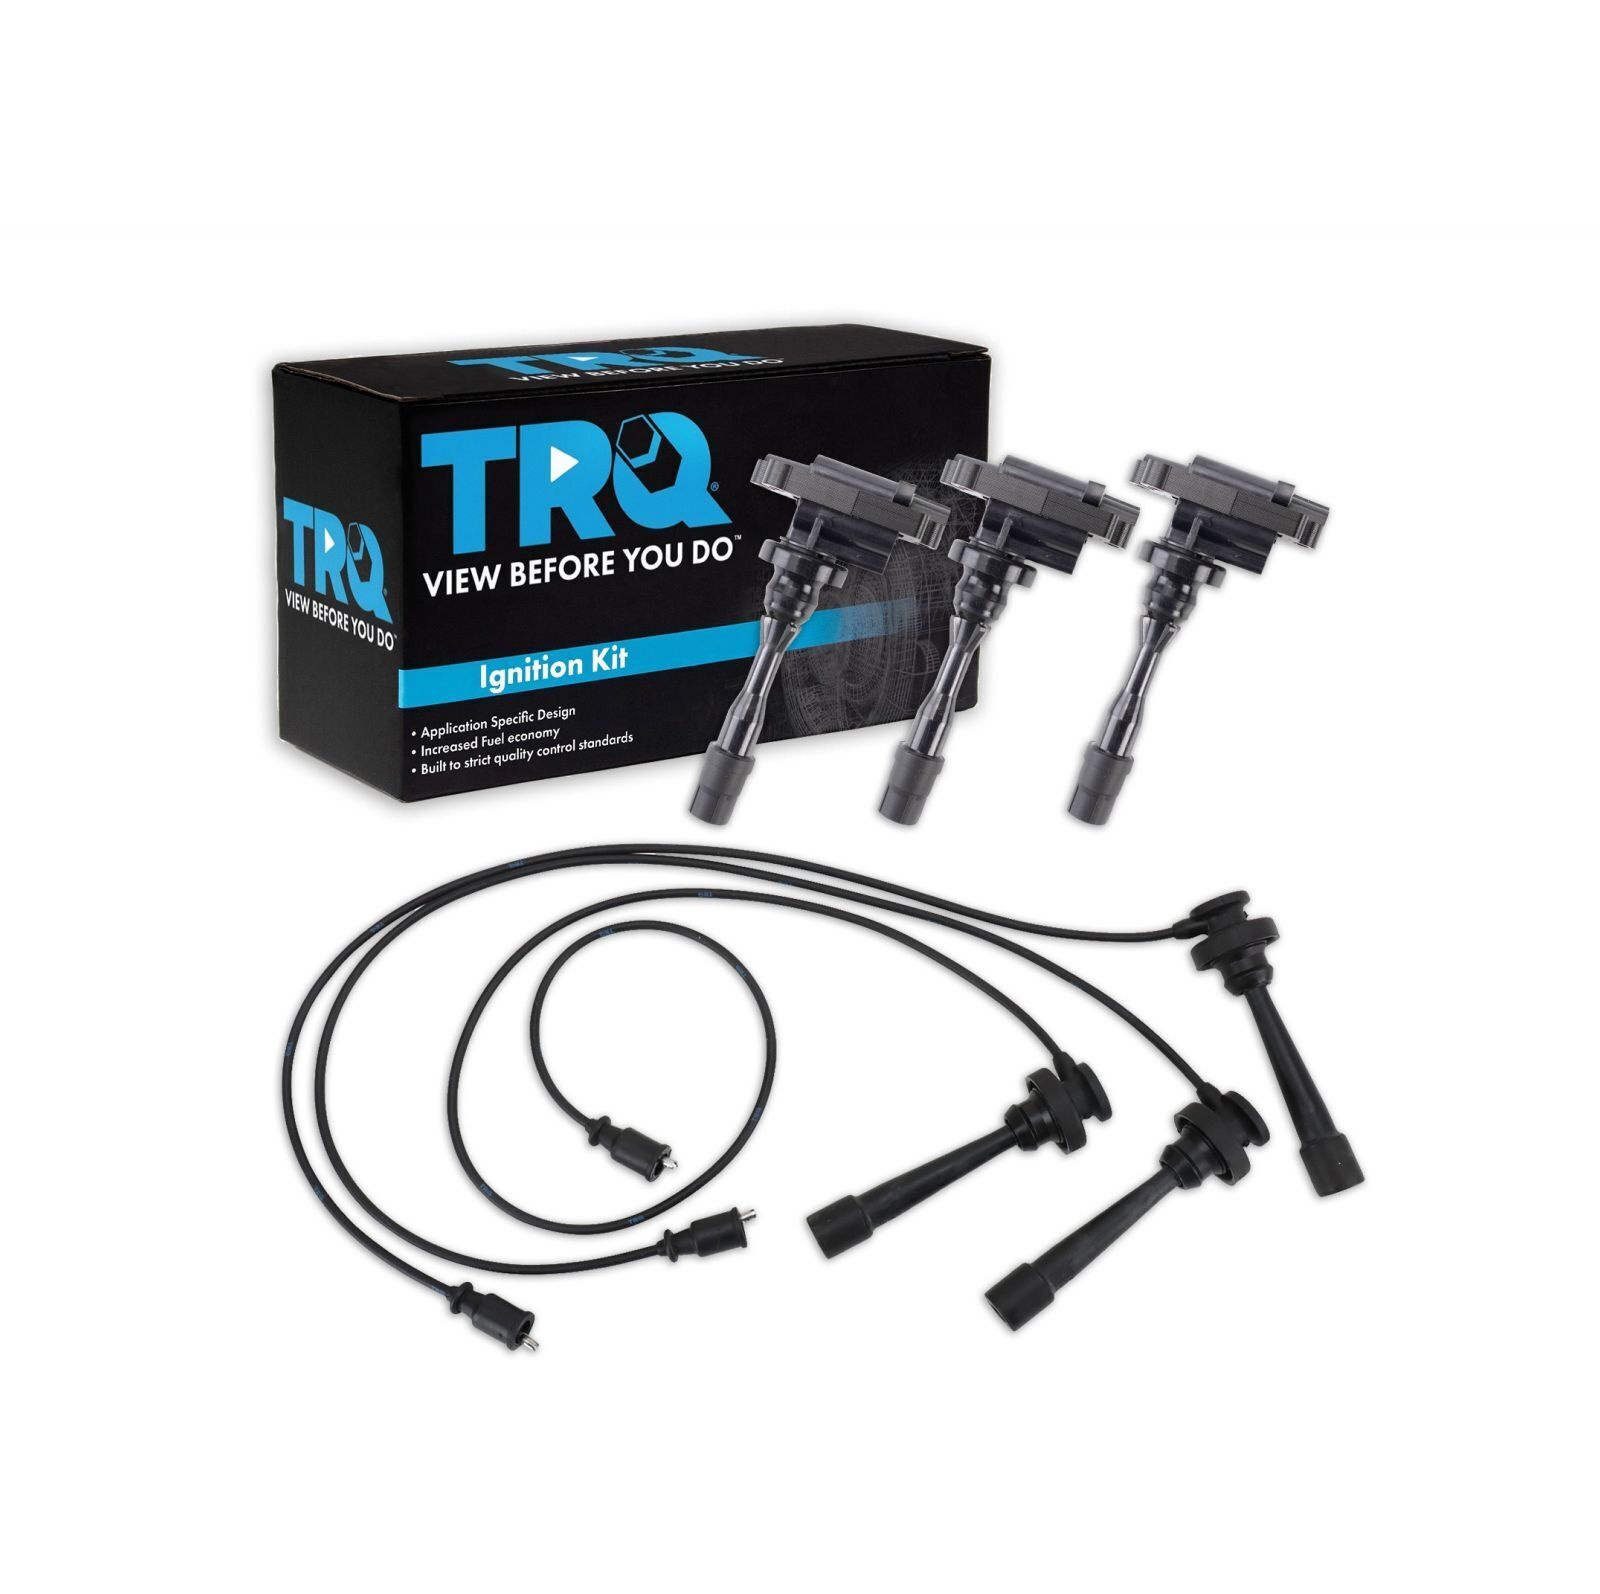 TRQ
VIEW BEFORE YOU DO
TRQ®
VIEW BEFORE YOU DO™
TRQ
VIEW BEFORE YOU DO™
Ignition Kit
• Application Specific Design
• Increased Fuel economy
• Built to strict quality control standards
TRQ